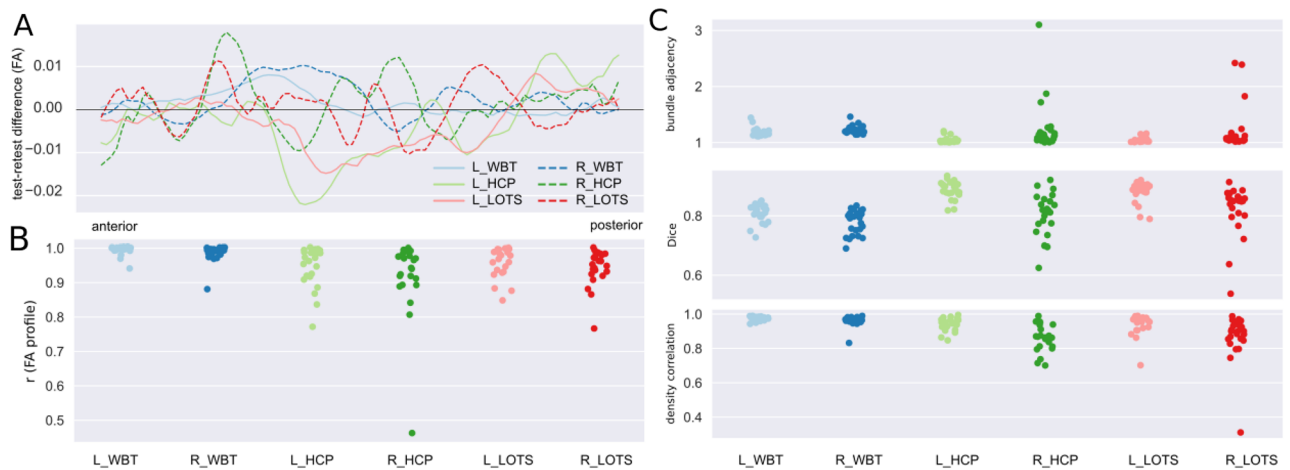 A
test-retest difference (FA)
0.01
0.00
−0.01
−0.02
L_WBT
R_WBT
L_HCP
R_HCP
L_LOTS
R_LOTS
anterior
posterior
B
r (FA profile)
1.0
0.9
0.8
0.7
0.6
0.5
L_WBT R_WBT L_HCP R_HCP L_LOTS R_LOTS
C
bundle adjacency
3
2
1
Dice
0.8
0.6
density correlation
1.0
0.8
0.6
0.4
L_WBT R_WBT L_HCP R_HCP L_LOTS R_LOTS